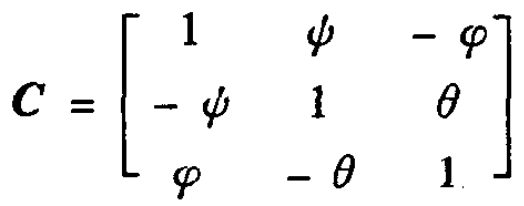 1 ψ - φ
C = - ψ 1 θ
φ - θ 1